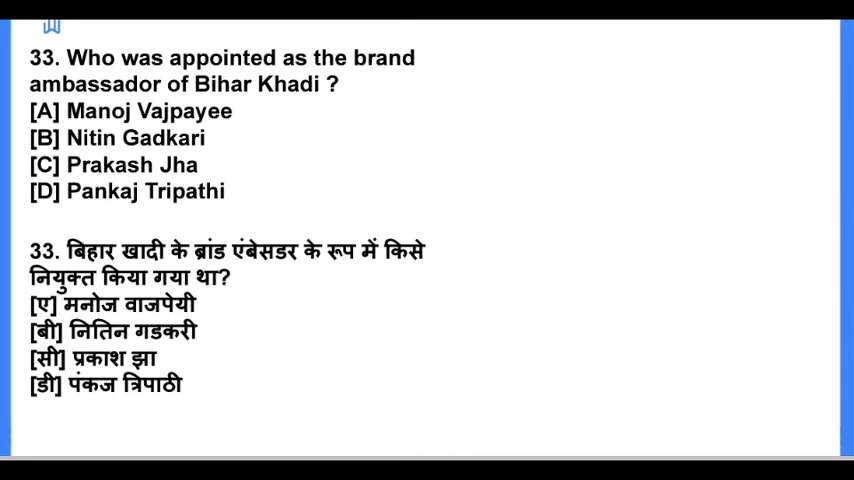 33. Who was appointed as the brand
ambassador of Bihar Khadi ?
[A] Manoj Vajpayee
[B] Nitin Gadkari
[C] Prakash Jha
[D] Pankaj Tripathi
33. बिहार खादी के ब्रांड एंबेसडर के रूप में किसे
नियुक्त किया गया था?
[ए] मनोज वाजपेयी
[बी] नितिन गडकरी
[सी] प्रकाश झा
[डी] पंकज त्रिपाठी